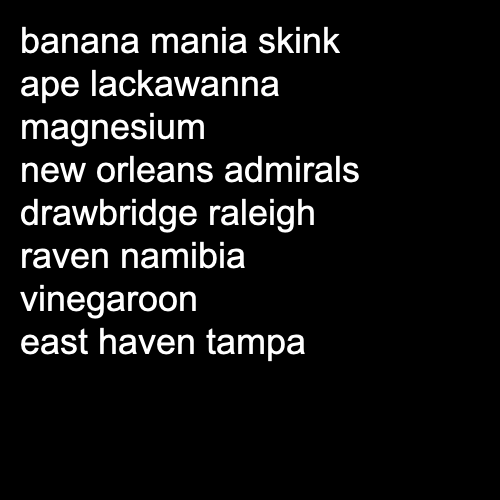 banana mania skink
ape lackawanna
magnesium
new orleans admirals
drawbridge raleigh
raven namibia
vinegaroon
east haven tampa